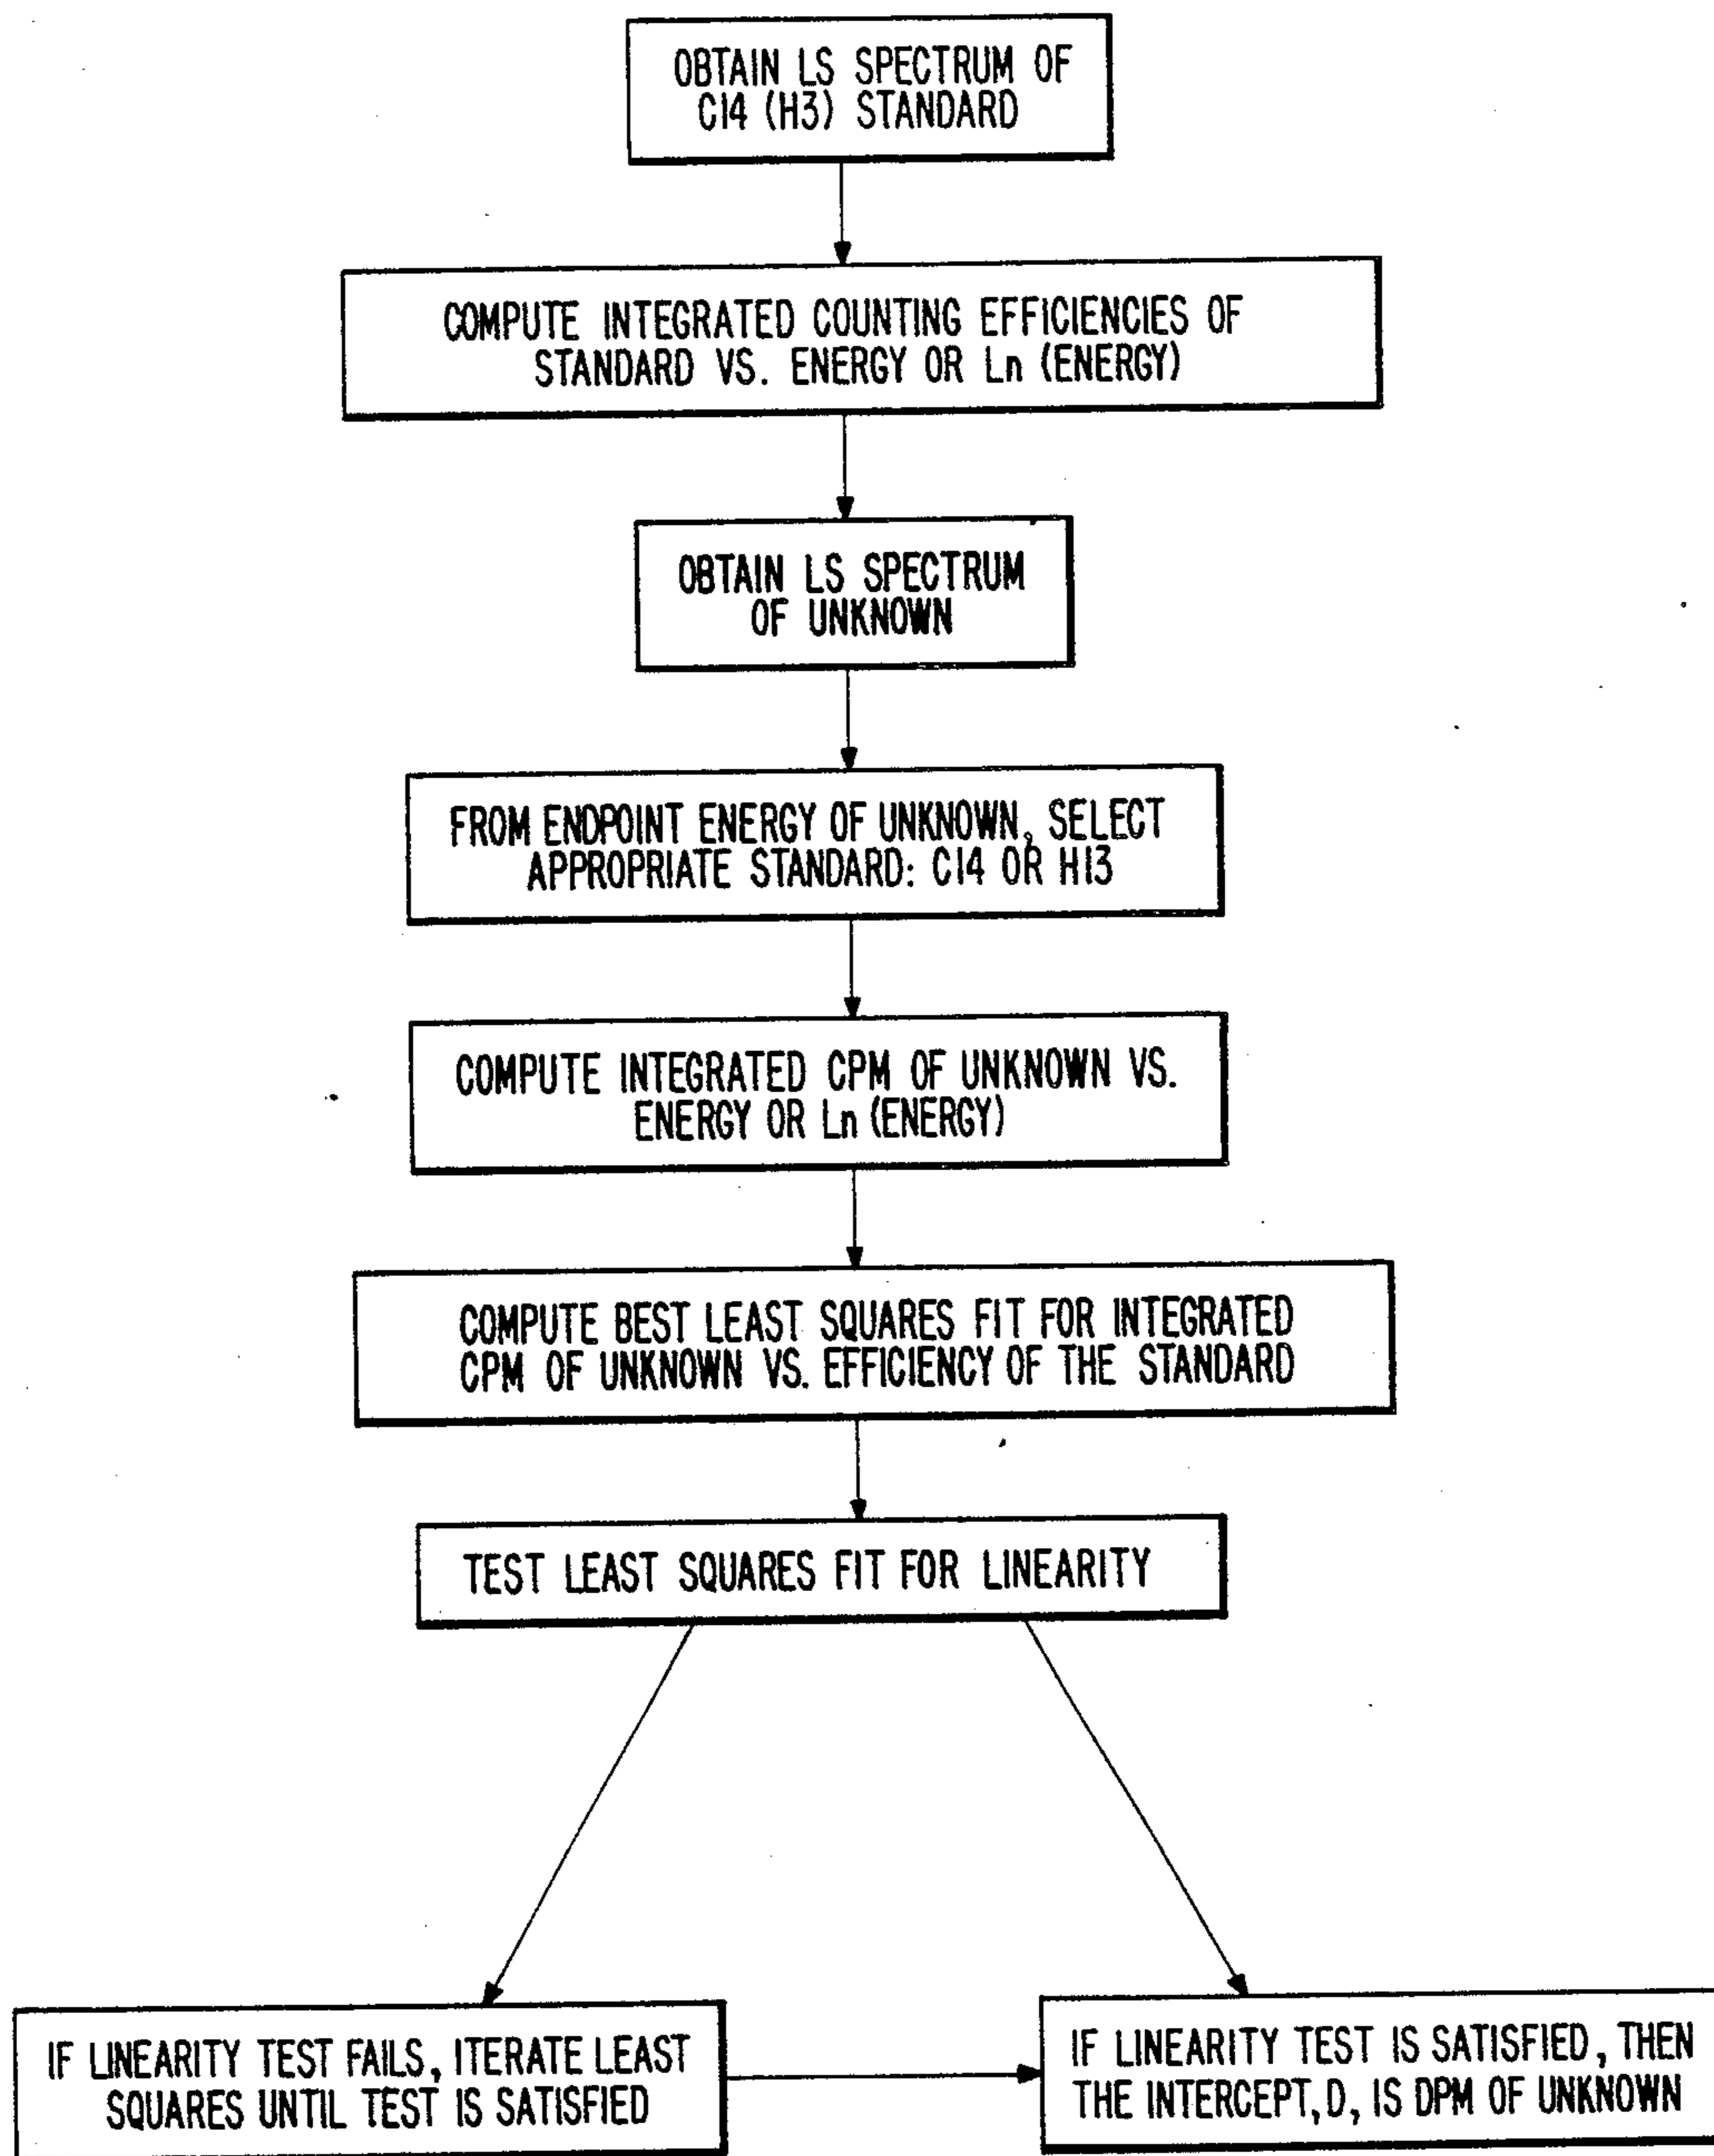 OBTAIN LS SPECTRUM OF
C14 (H3) STANDARD
COMPUTE INTEGRATED COUNTING EFFICIENCIES OF
STANDARD VS. ENERGY OR Ln (ENERGY)
OBTAIN LS SPECTRUM
OF UNKNOWN
FROM ENDPOINT ENERGY OF UNKNOWN, SELECT
APPROPRIATE STANDARD: C14 OR H13
COMPUTE INTEGRATED CPM OF UNKNOWN VS.
ENERGY OR Ln (ENERGY)
COMPUTE BEST LEAST SQUARES FIT FOR INTEGRATED
CPM OF UNKNOWN VS. EFFICIENCY OF THE STANDARD
TEST LEAST SQUARES FIT FOR LINEARITY
IF LINEARITY TEST FAILS, ITERATE LEAST
SQUARES UNTIL TEST IS SATISFIED
IF LINEARITY TEST IS SATISFIED, THEN
THE INTERCEPT, D, IS DPM OF UNKNOWN